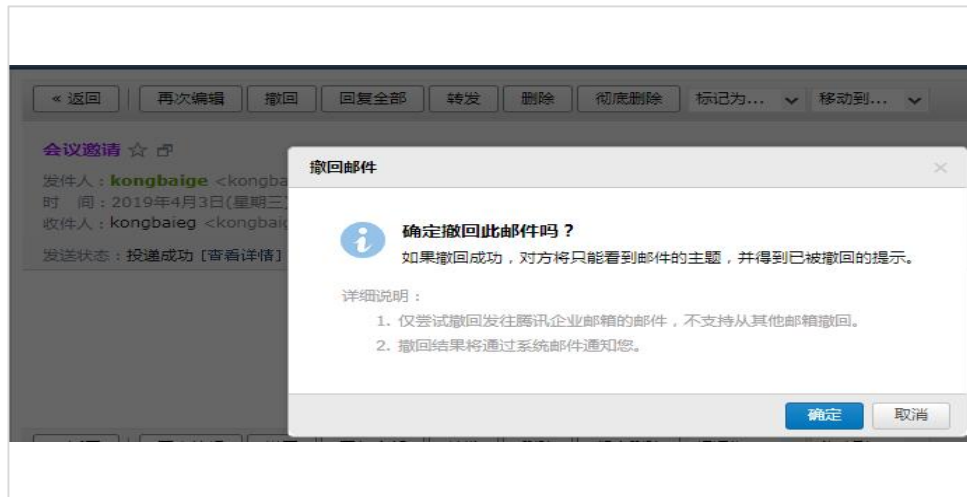 « 返回 再次编辑 撤回 回复全部 转发 删除 彻底删除 标记为... 移动到...
会议邀请
发件人：kongbaige <kongba
时 间：2019年4月3日(星期三)
收件人：kongbaieg <kongbaig
发送状态：投递成功 [查看详情]
撤回邮件
确定撤回此邮件吗？
如果撤回成功，对方将只能看到邮件的主题，并得到已被撤回的提示。
详细说明：
1. 仅尝试撤回发往腾讯企业邮箱的邮件，不支持从其他邮箱撤回。
2. 撤回结果将通过系统邮件通知您。
确定 取消